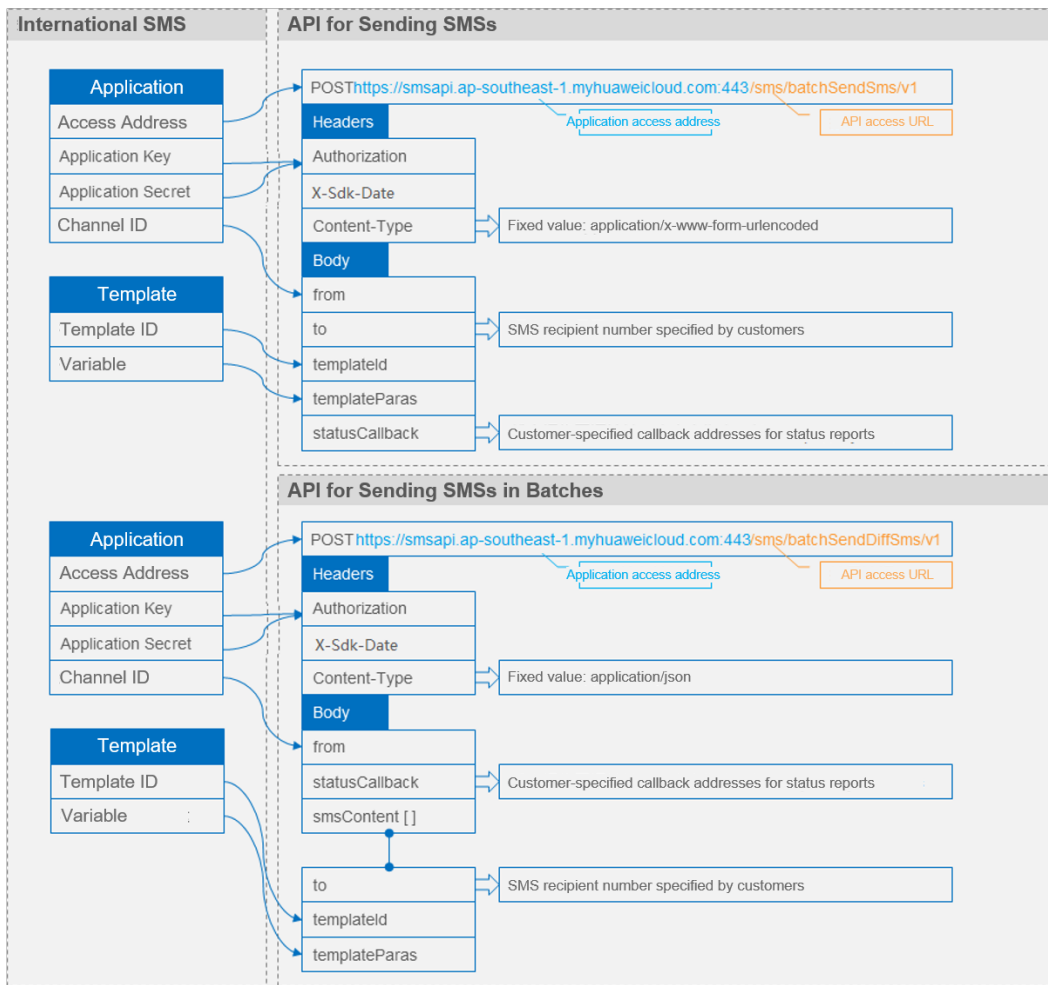 International SMS
API for Sending SMSs
Application
Access Address
Application Key
Application Secret
Channel ID
Template
Template ID
Variable
POSThttps://smsapi.ap-southeast-1.myhuaweicloud.com:443/sms/batchSendSms/v1
Application access address
API access URL
Headers
Authorization
X-Sdk-Date
Content-Type
Fixed value: application/x-www-form-urlencoded
Body
from
to
SMS recipient number specified by customers
templateId
templateParas
statusCallback
Customer-specified callback addresses for status reports
API for Sending SMSs in Batches
Application
Access Address
Application Key
Application Secret
Channel ID
Template
Template ID
Variable
POSThttps://smsapi.ap-southeast-1.myhuaweicloud.com:443/sms/batchSendDiffSms/v1
Application access address
API access URL
Headers
Authorization
X-Sdk-Date
Content-Type
Fixed value: application/json
Body
from
statusCallback
Customer-specified callback addresses for status reports
smsContent [ ]
to
SMS recipient number specified by customers
templateId
templateParas